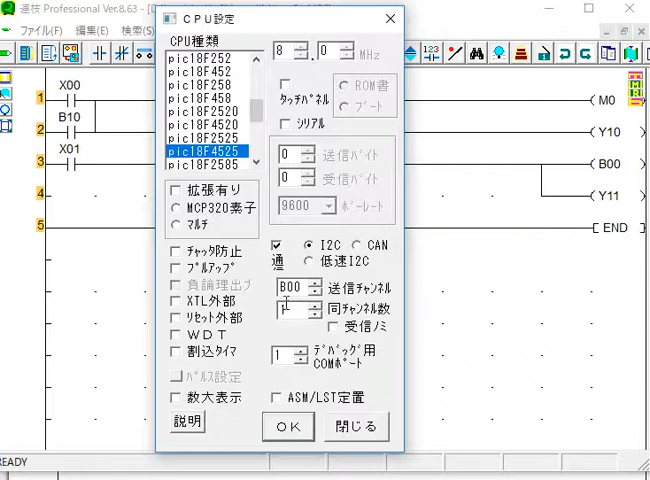 連枝 Professional Ver.8.63 - [
CPU設定
ファイル(F)
編集(E)
検索(S)
CPU種類
pic18F252
pic18F452
pic18F258
pic18F458
pic18F2520
pic18F4520
pic18F2525
pic18F4525
pic18F2585
8 . 0 MHz
タッチパネル
ROM書
ブート
シリアル
0 送信バイト
0 受信バイト
9600 ボーレート
拡張有り
MCP320素子
マルチ
チャッタ防止
プルアップ
負論理出力
XTL外部
リセット外部
WDT
割込タイマ
パルス設定
数大表示
説明
通
I2C
CAN
低速I2C
B00 送信チャンネル
1 同チャンネル数
受信ノミ
1 デバッグ用
COMポート
ASM/LST定置
OK
閉じる
1 X00 M0
2 B10 Y10
3 X01 B00
4 Y11
5 END
READY